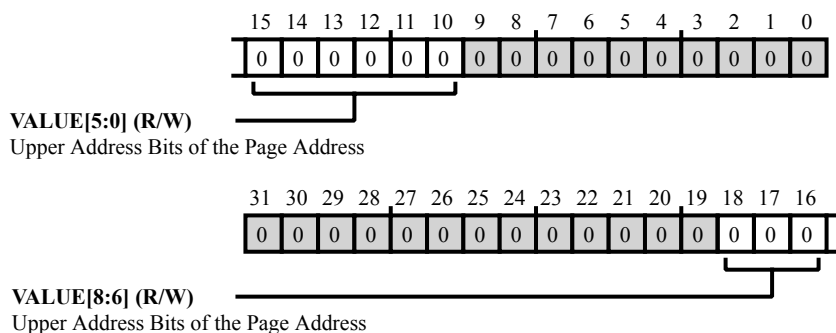 15 14 13 12 11 10 9 8 7 6 5 4 3 2 1 0
0 0 0 0 0 0 0 0 0 0 0 0 0 0 0 0
VALUE[5:0] (R/W)
Upper Address Bits of the Page Address
31 30 29 28 27 26 25 24 23 22 21 20 19 18 17 16
0 0 0 0 0 0 0 0 0 0 0 0 0 0 0 0
VALUE[8:6] (R/W)
Upper Address Bits of the Page Address